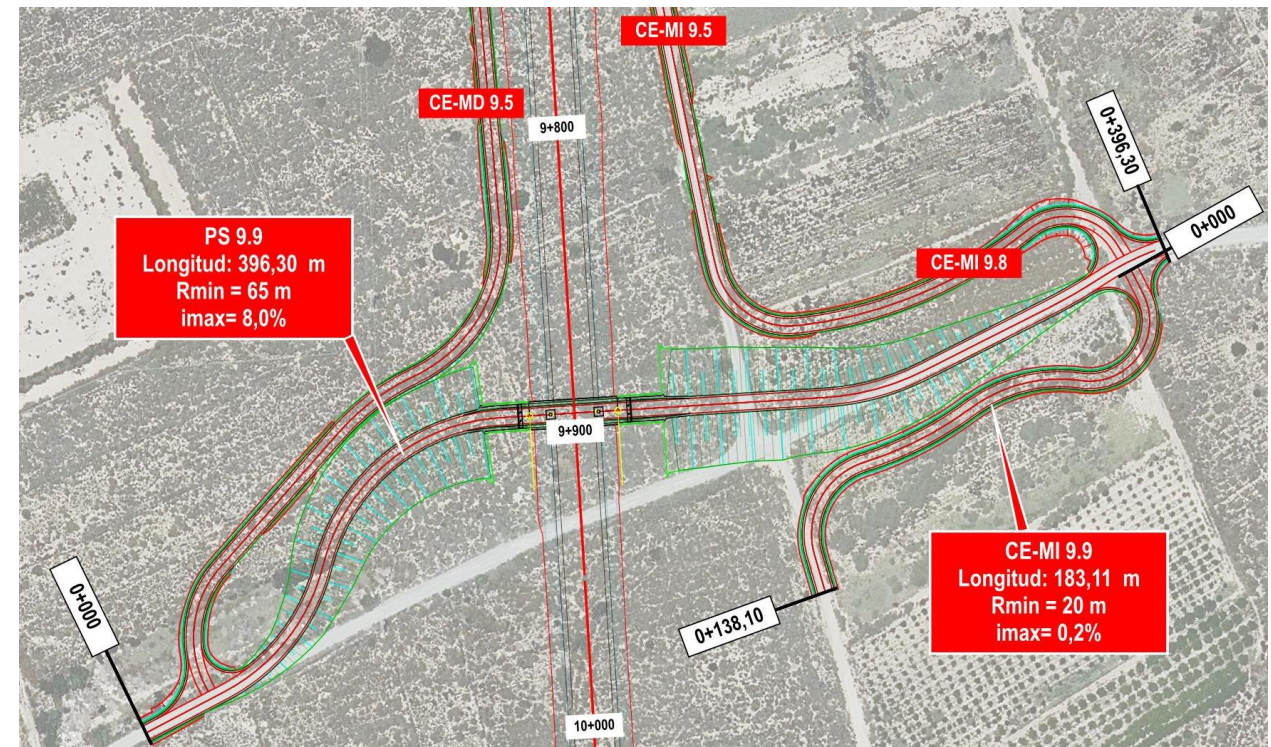 CE-MI 9.5
CE-MD 9.5
9+800
0+396,30
0+000
PS 9.9
Longitud: 396,30 m
Rmin = 65 m
imax= 8,0%
CE-MI 9.8
9+900
CE-MI 9.9
Longitud: 183,11 m
Rmin = 20 m
imax= 0,2%
0+000
0+138,10
10+000